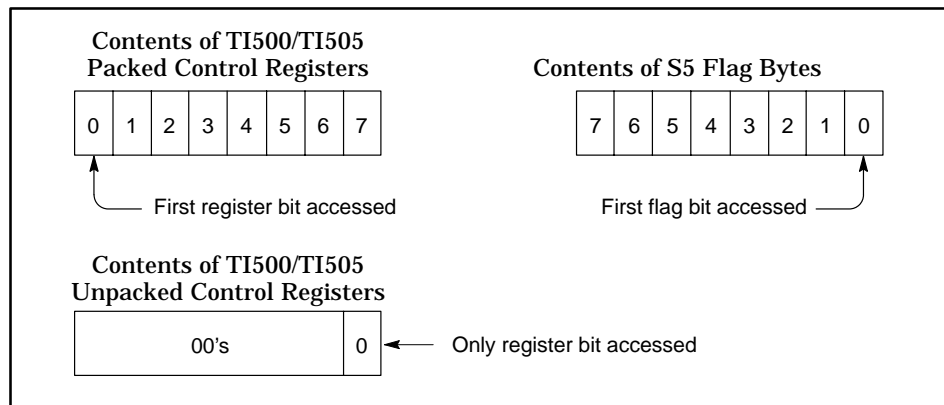 Contents of TI500/TI505
Packed Control Registers
0 1 2 3 4 5 6 7
First register bit accessed
Contents of S5 Flag Bytes
7 6 5 4 3 2 1 0
First flag bit accessed
Contents of TI500/TI505
Unpacked Control Registers
00's 0
Only register bit accessed